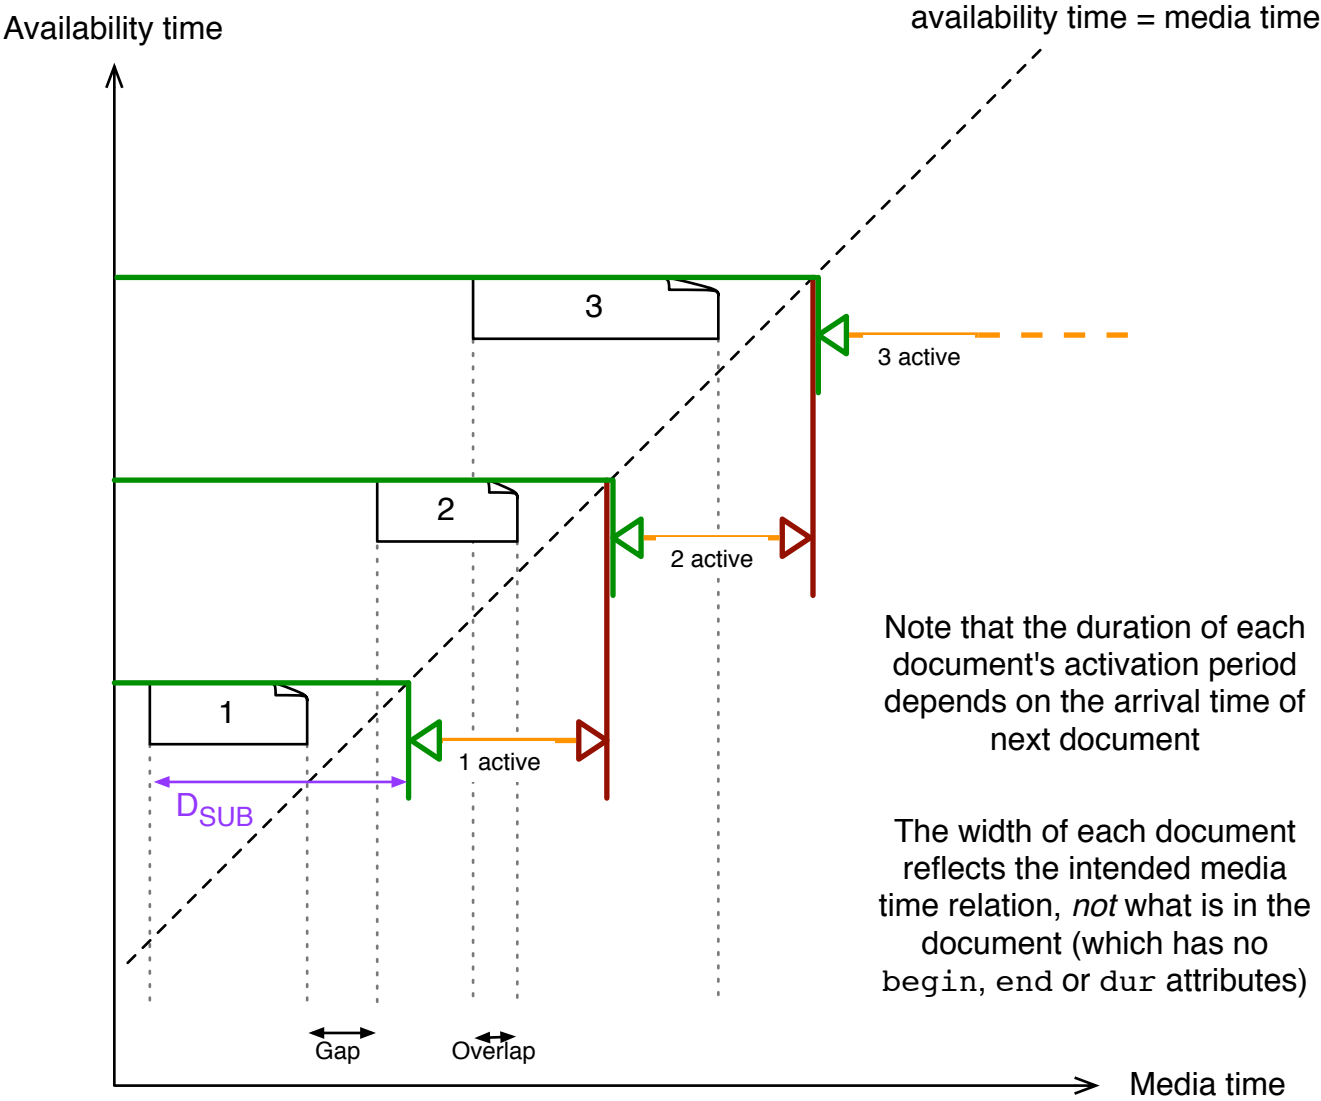 Availability time
availability time = media time
3
3 active
2
2 active
1
1 active
D_SUB
Note that the duration of each
document's activation period
depends on the arrival time of
next document
The width of each document
reflects the intended media
time relation, not what is in the
document (which has no
begin, end or dur attributes)
Gap
Overlap
Media time